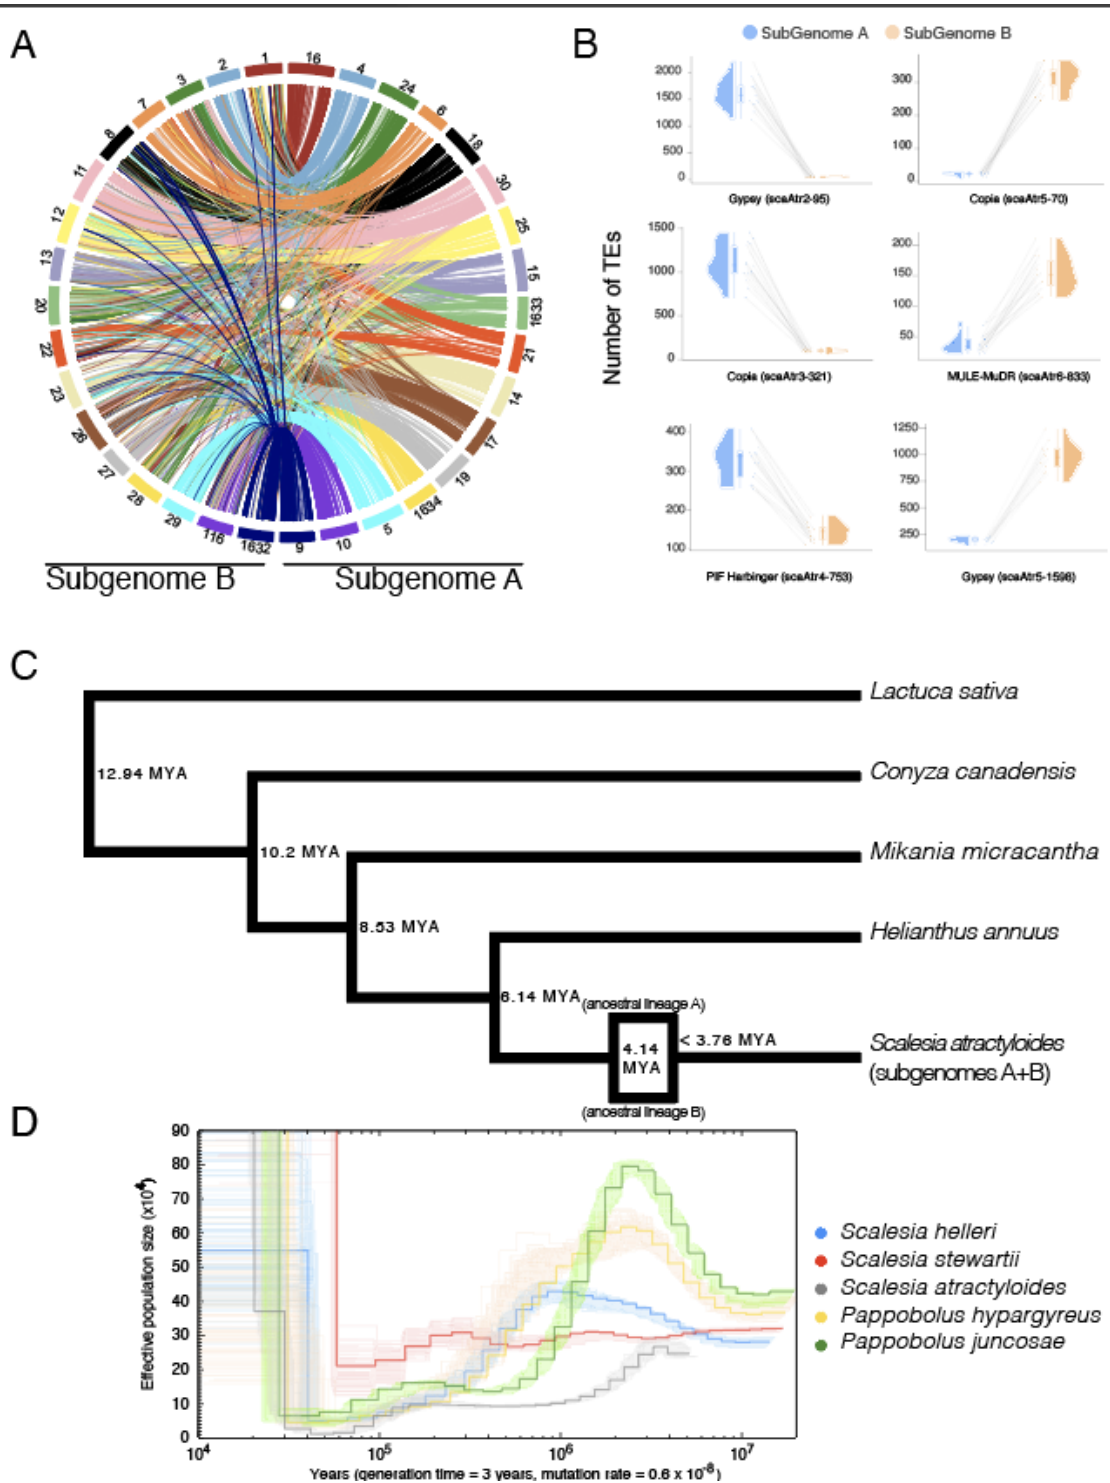 A
1
16
2
4
3
24
7
6
8
18
11
30
12
25
13
15
20
1633
22
21
23
14
26
17
27
19
28
1634
29
5
116
10
1632
9
Subgenome B
Subgenome A
B
SubGenome A
SubGenome B
Number of TEs
2000
1500
1000
500
0
Gypsy (scaAtr2-95)
300
200
100
0
Copia (scaAtr5-70)
1500
1000
500
0
Copia (scaAtr3-321)
200
150
100
50
MULE-MuDR (scaAtr6-833)
400
300
200
100
PIF Harbinger (scaAtr4-753)
1250
1000
750
500
250
Gypsy (scaAtr5-1598)
C
Lactuca sativa
12.94 MYA
Conyza canadensis
10.2 MYA
Mikania micracantha
8.53 MYA
Helianthus annuus
6.14 MYA
(ancestral lineage A)
4.14
MYA
< 3.76 MYA
Scalesia atractyloides
(subgenomes A+B)
(ancestral lineage B)
D
Effective population size (x10⁴)
90
80
70
60
50
40
30
20
10
0
10⁴
10⁵
10⁶
10⁷
Years (generation time = 3 years, mutation rate = 0.6 x 10⁻⁸)
Scalesia helleri
Scalesia stewartii
Scalesia atractyloides
Pappobolus hypargyreus
Pappobolus juncosae